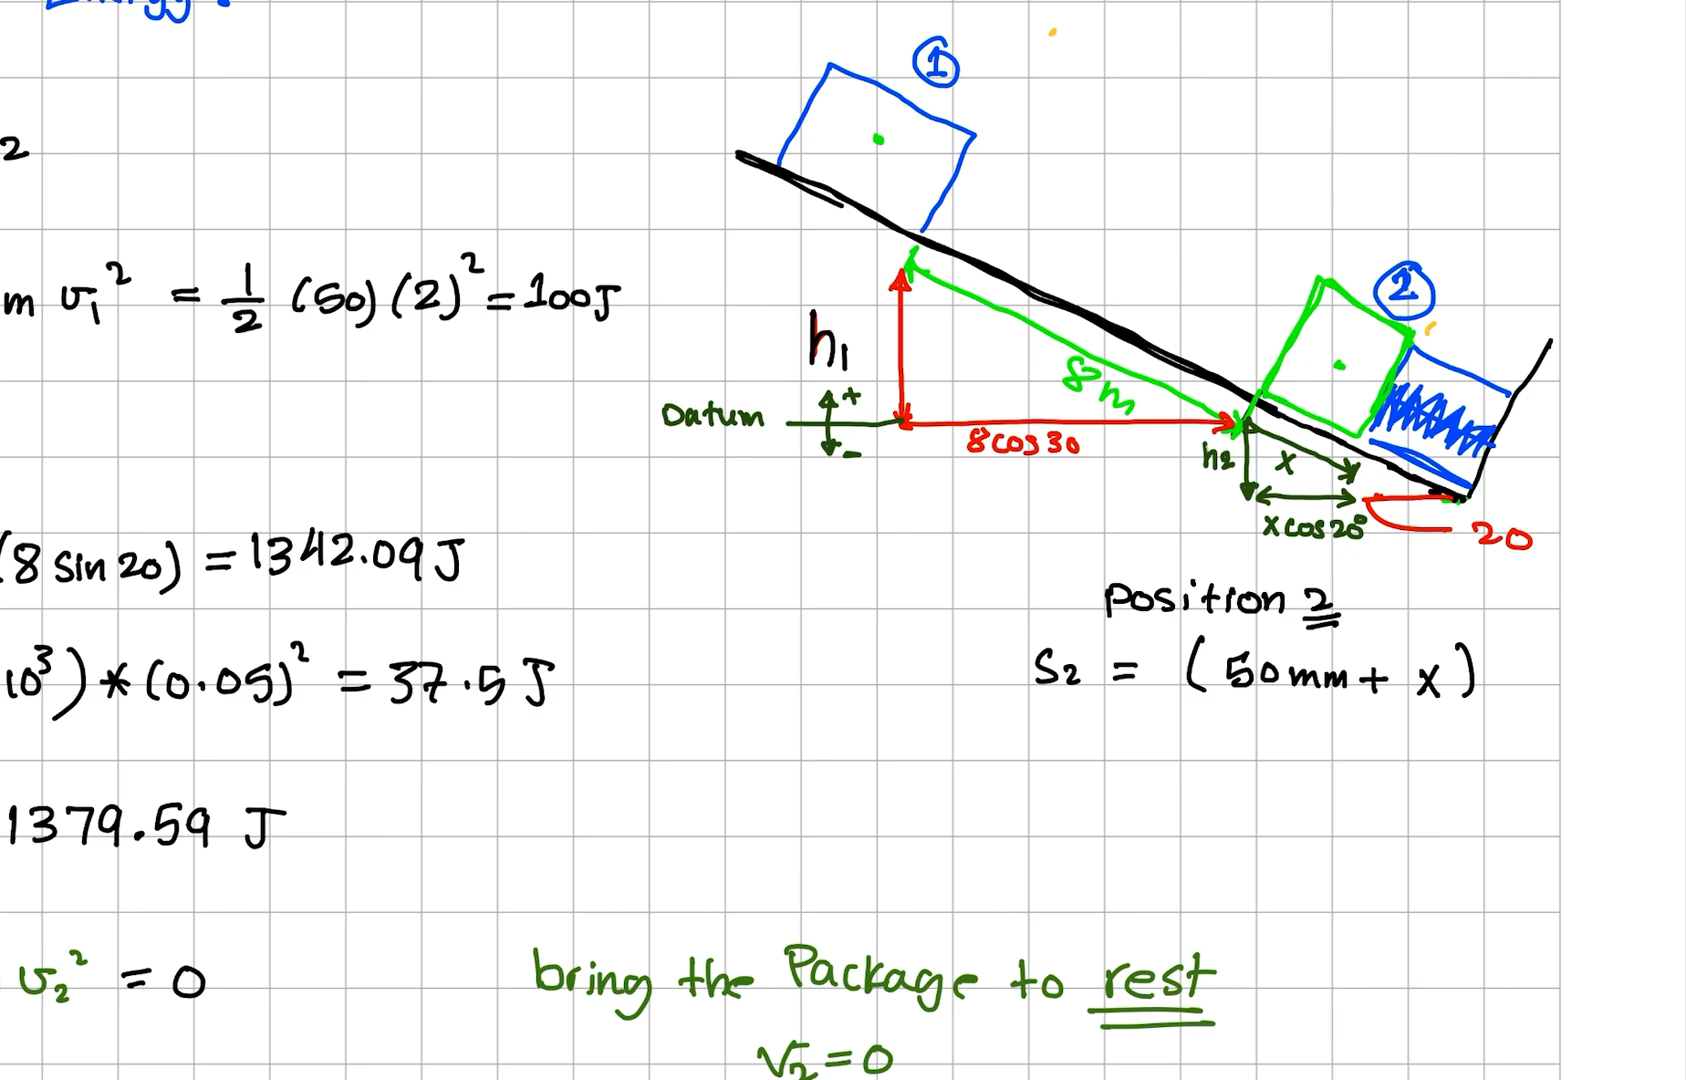 Energy :
①
2
m v₁² = 1/2 (50) (2)² = 100J
②
h₁
8m
Datum
+
-
8cos30
h₂
x
xcos20°
20
(8 sin 20) = 1342.09 J
Position 2
10³) * (0.05)² = 37.5 J
S₂ = (50mm + x)
1379.59 J
v₂² = 0
bring the Package to rest
v₂ = 0